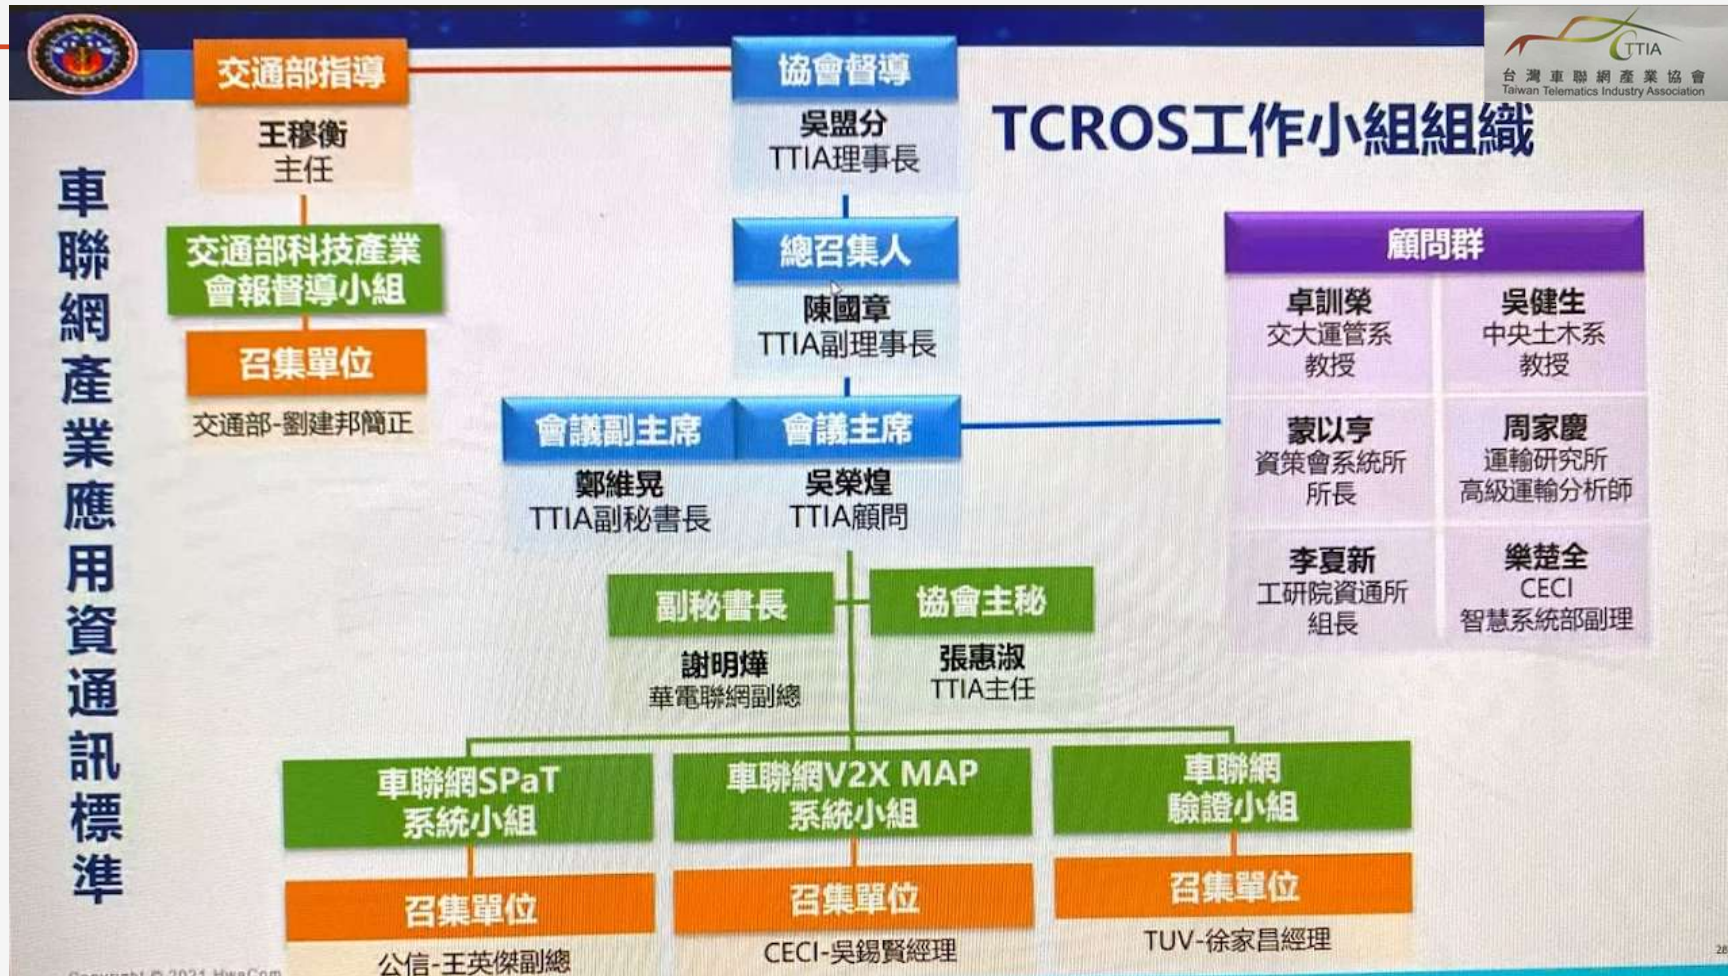 TTIA
台灣車聯網產業協會
Taiwan Telematics Industry Association
TCROS工作小組組織
車聯網產業應用資通訊標準
交通部指導
王穆衡
主任
交通部科技產業
會報督導小組
召集單位
交通部-劉建邦簡正
協會督導
吳盟分
TTIA理事長
總召集人
陳國章
TTIA副理事長
會議副主席
鄭維晃
TTIA副秘書長
會議主席
吳榮煌
TTIA顧問
顧問群
卓訓榮
交大運管系
教授
吳健生
中央土木系
教授
蒙以亨
資策會系統所
所長
周家慶
運輸研究所
高級運輸分析師
李夏新
工研院資通所
組長
樂楚全
CECI
智慧系統部副理
副秘書長
謝明燁
華電聯網副總
協會主秘
張惠淑
TTIA主任
車聯網SPaT
系統小組
召集單位
公信-王英傑副總
車聯網V2X MAP
系統小組
召集單位
CECI-吳錫賢經理
車聯網
驗證小組
召集單位
TUV-徐家昌經理
Copyright © 2021 HwaCom
28